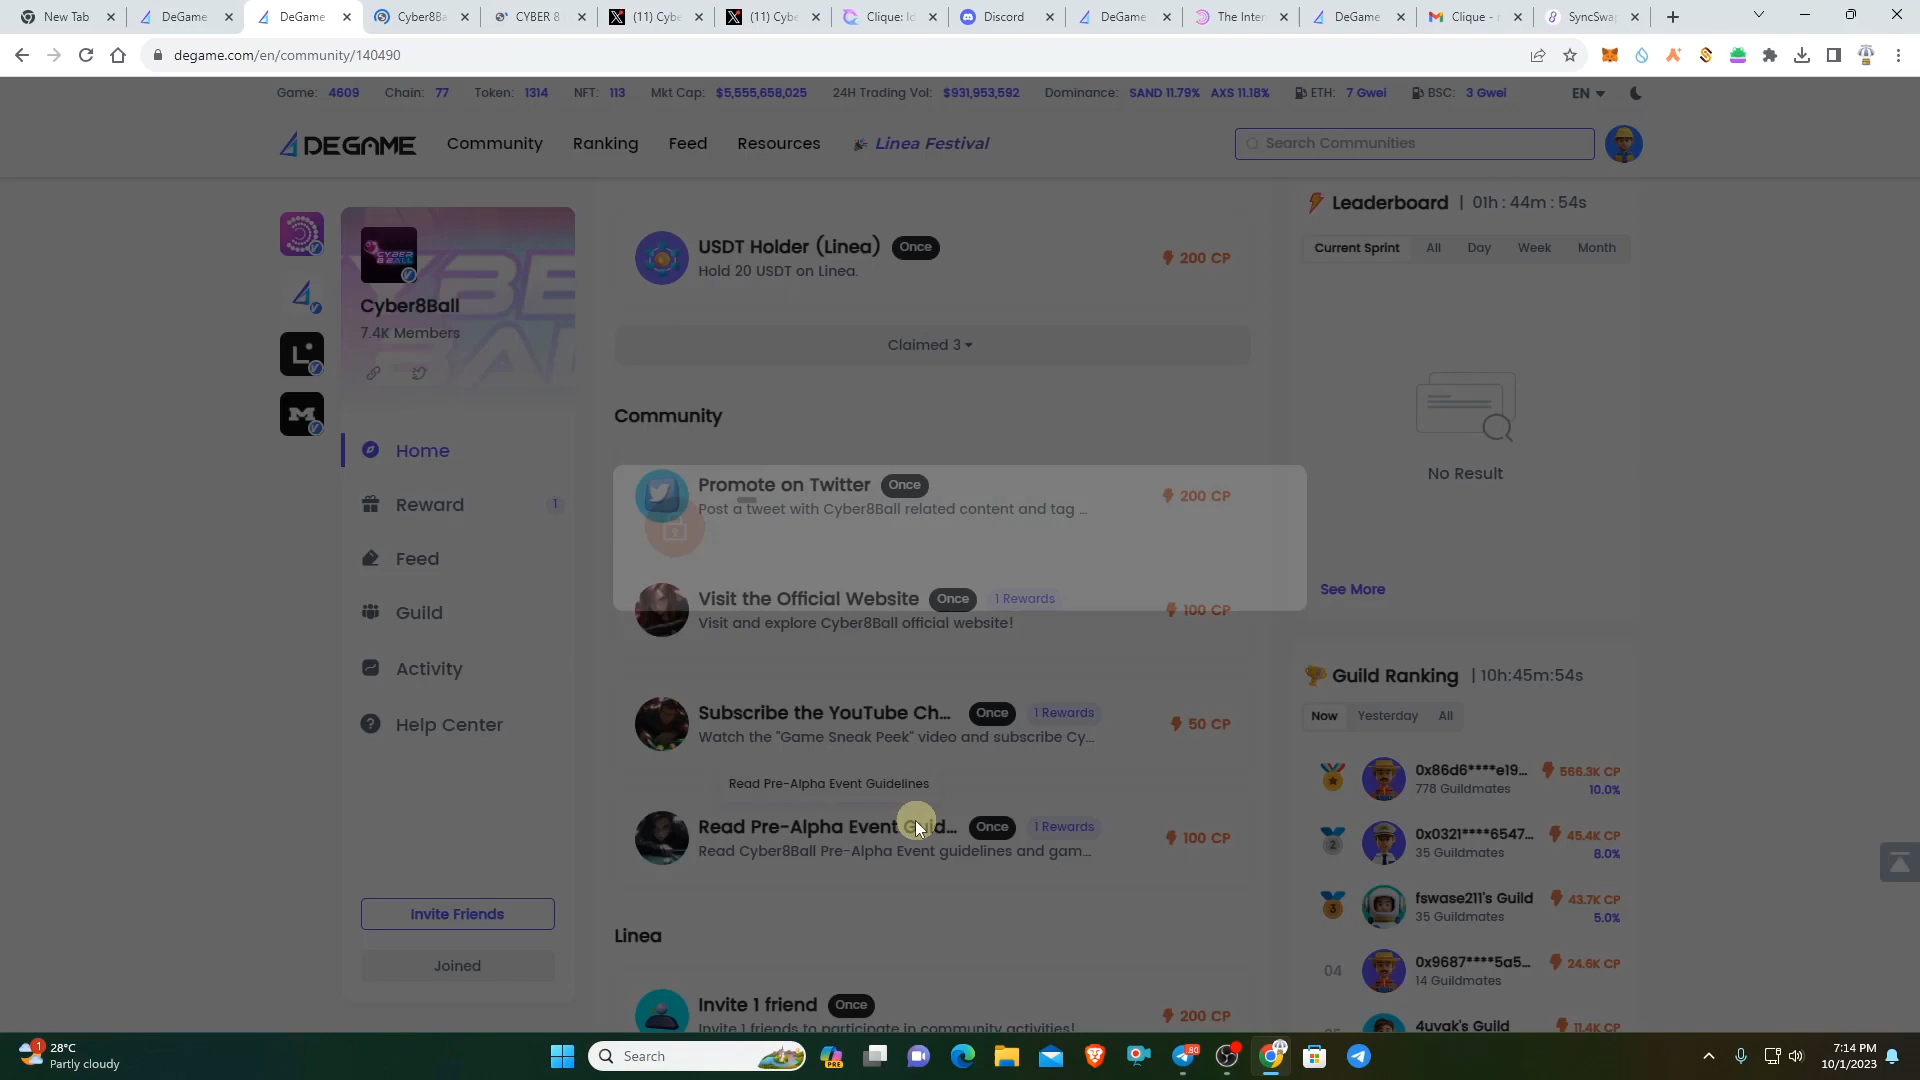 New Tab
DeGame
DeGame
Cyber8Ba
CYBER 8
(11) Cybe
(11) Cybe
Clique: Id
Discord
DeGame
The Inter
DeGame
Clique - r
SyncSwap
degame.com/en/community/140490
Game: 4609 Chain: 77 Token: 1314 NFT: 113 Mkt Cap: $5,555,658,025 24H Trading Vol: $931,953,592 Dominance: SAND 11.79% AXS 11.18% ETH: 7 Gwei BSC: 3 Gwei EN
DEGAME Community Ranking Feed Resources Linea Festival Search Communities
Cyber8Ball
7.4K Members
Home
Reward 1
Feed
Guild
Activity
Help Center
Invite Friends
Joined
USDT Holder (Linea) Once
Hold 20 USDT on Linea.
200 CP
Claimed 3
Community
Promote on Twitter Once
Post a tweet with Cyber8Ball related content and tag ...
200 CP
Visit the Official Website Once 1 Rewards
Visit and explore Cyber8Ball official website!
100 CP
Subscribe the YouTube Ch... Once 1 Rewards
Watch the "Game Sneak Peek" video and subscribe Cy...
50 CP
Read Pre-Alpha Event Guidelines
Read Pre-Alpha Event Guid... Once 1 Rewards
Read Cyber8Ball Pre-Alpha Event guidelines and gam...
100 CP
Linea
Invite 1 friend Once
Invite 1 friends to participate in community activities!
200 CP
Leaderboard | 01h : 44m : 54s
Current Sprint All Day Week Month
No Result
See More
Guild Ranking | 10h:45m:54s
Now Yesterday All
0x86d6****e19... 566.3K CP
778 Guildmates 10.0%
2 0x0321****6547... 45.4K CP
35 Guildmates 8.0%
3 fswase211's Guild 43.7K CP
35 Guildmates 5.0%
04 0x9687****5a5... 24.6K CP
14 Guildmates
05 4uvak's Guild 11.4K CP
1
28°C
Partly cloudy
Search
PRE
80
7:14 PM
10/1/2023